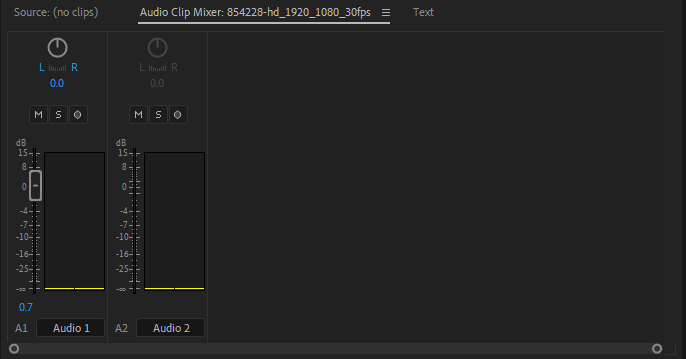 Source: (no clips) Audio Clip Mixer: 854228-hd_1920_1080_30fps Text
L R L R
0.0 0.0
M S M S
dB dB
15 15
8 8
0 0
-4 -4
-7 -7
-10 -10
-16 -16
-25 -25
-∞ -∞
0.7
A1 Audio 1 A2 Audio 2